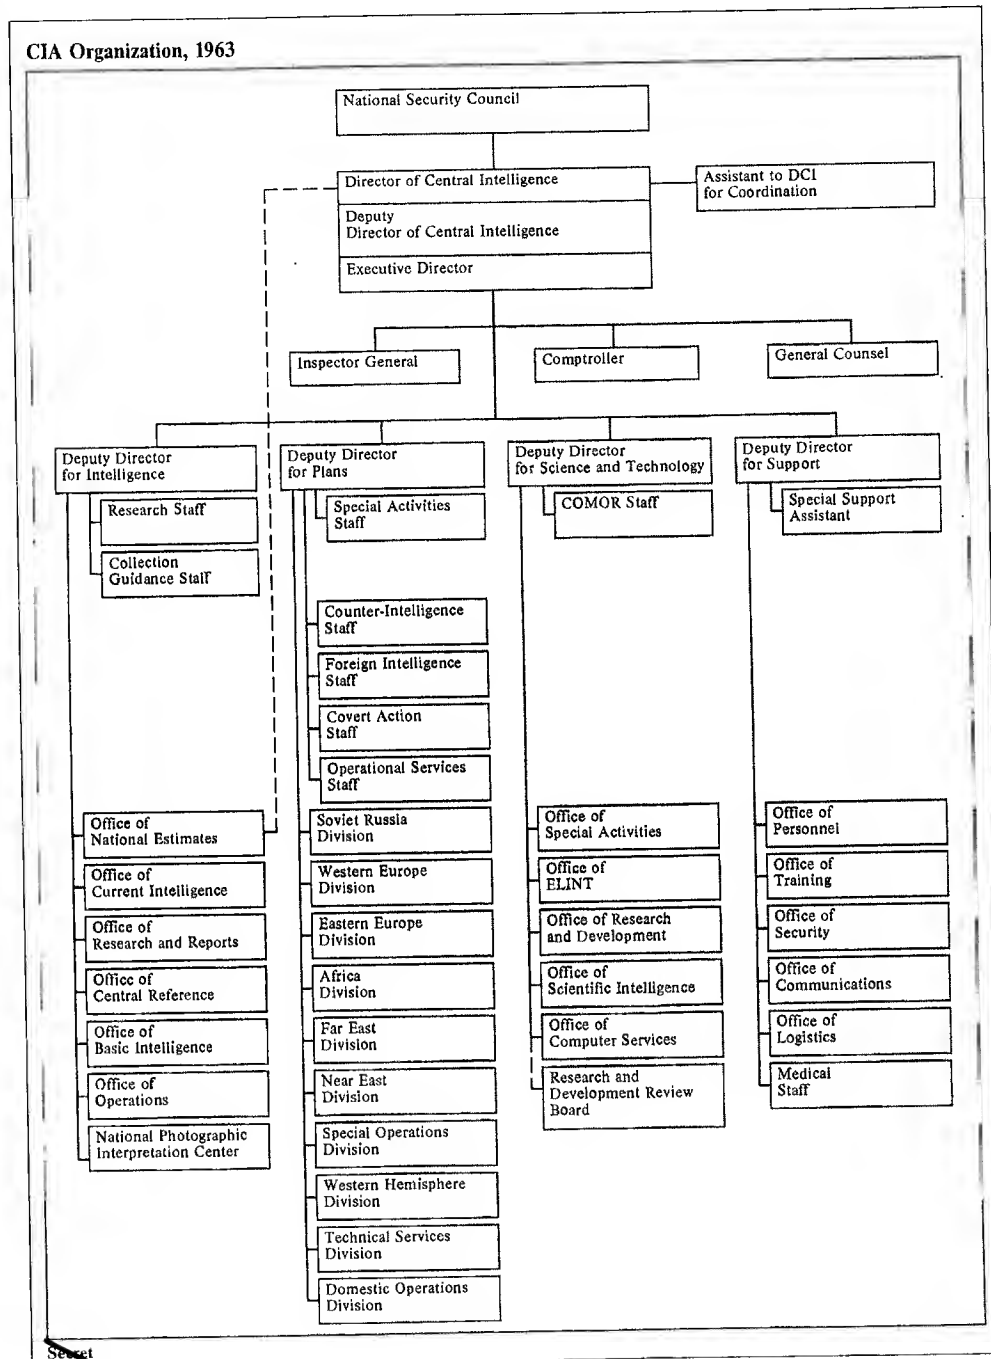 CIA Organization, 1963
National Security Council
Director of Central Intelligence
Assistant to DCI
for Coordination
Deputy
Director of Central Intelligence
Executive Director
Inspector General
Comptroller
General Counsel
Deputy Director
for Intelligence
Research Staff
Collection
Guidance Staff
Office of
National Estimates
Office of
Current Intelligence
Office of
Research and Reports
Office of
Central Reference
Office of
Basic Intelligence
Office of
Operations
National Photographic
Interpretation Center
Deputy Director
for Plans
Special Activities
Staff
Counter-Intelligence
Staff
Foreign Intelligence
Staff
Covert Action
Staff
Operational Services
Staff
Soviet Russia
Division
Western Europe
Division
Eastern Europe
Division
Africa
Division
Far East
Division
Near East
Division
Special Operations
Division
Western Hemisphere
Division
Technical Services
Division
Domestic Operations
Division
Deputy Director
for Science and Technology
COMOR Staff
Office of
Special Activities
Office of
ELINT
Office of Research
and Development
Office of
Scientific Intelligence
Office of
Computer Services
Research and
Development Review
Board
Deputy Director
for Support
Special Support
Assistant
Office of
Personnel
Office of
Training
Office of
Security
Office of
Communications
Office of
Logistics
Medical
Staff
Secret